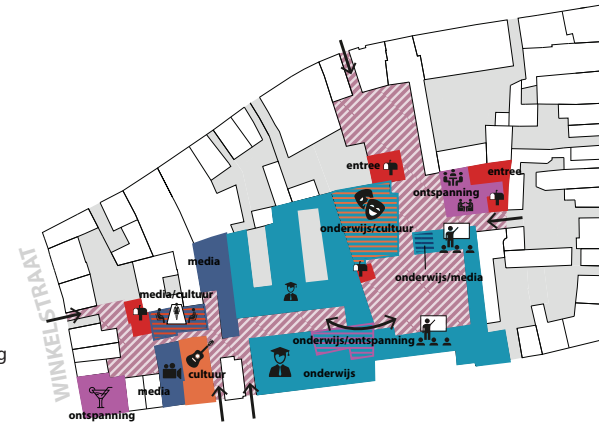 entree
entree
ontspanning
onderwijs/cultuur
media
onderwijs/media
media/cultuur
WINKELSTRAAT
onderwijs/ontspanning
g
cultuur
onderwijs
media
ontspanning